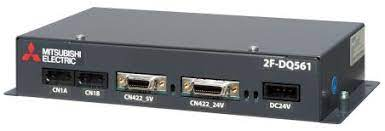 MITSUBISHI
ELECTRIC
2F-DQ561
CN1A
CN1B
CN422_5V
CN422_24V
DC24V